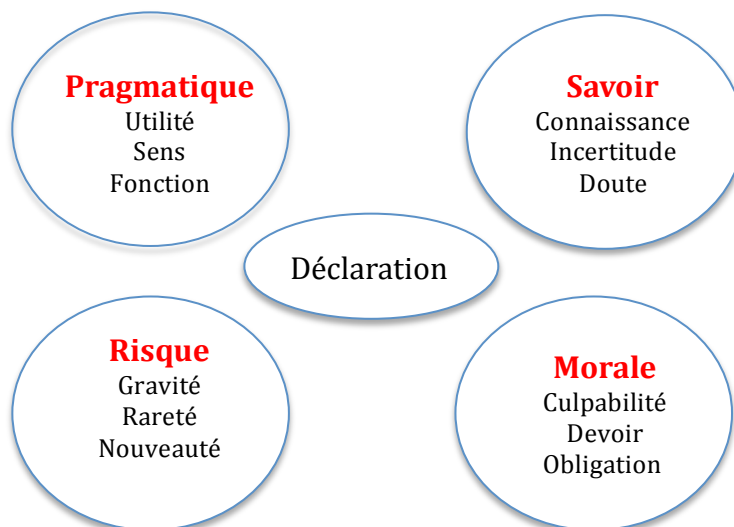 Pragmatique
Utilité
Sens
Fonction
Savoir
Connaissance
Incertitude
Doute
Déclaration
Risque
Gravité
Rareté
Nouveauté
Morale
Culpabilité
Devoir
Obligation